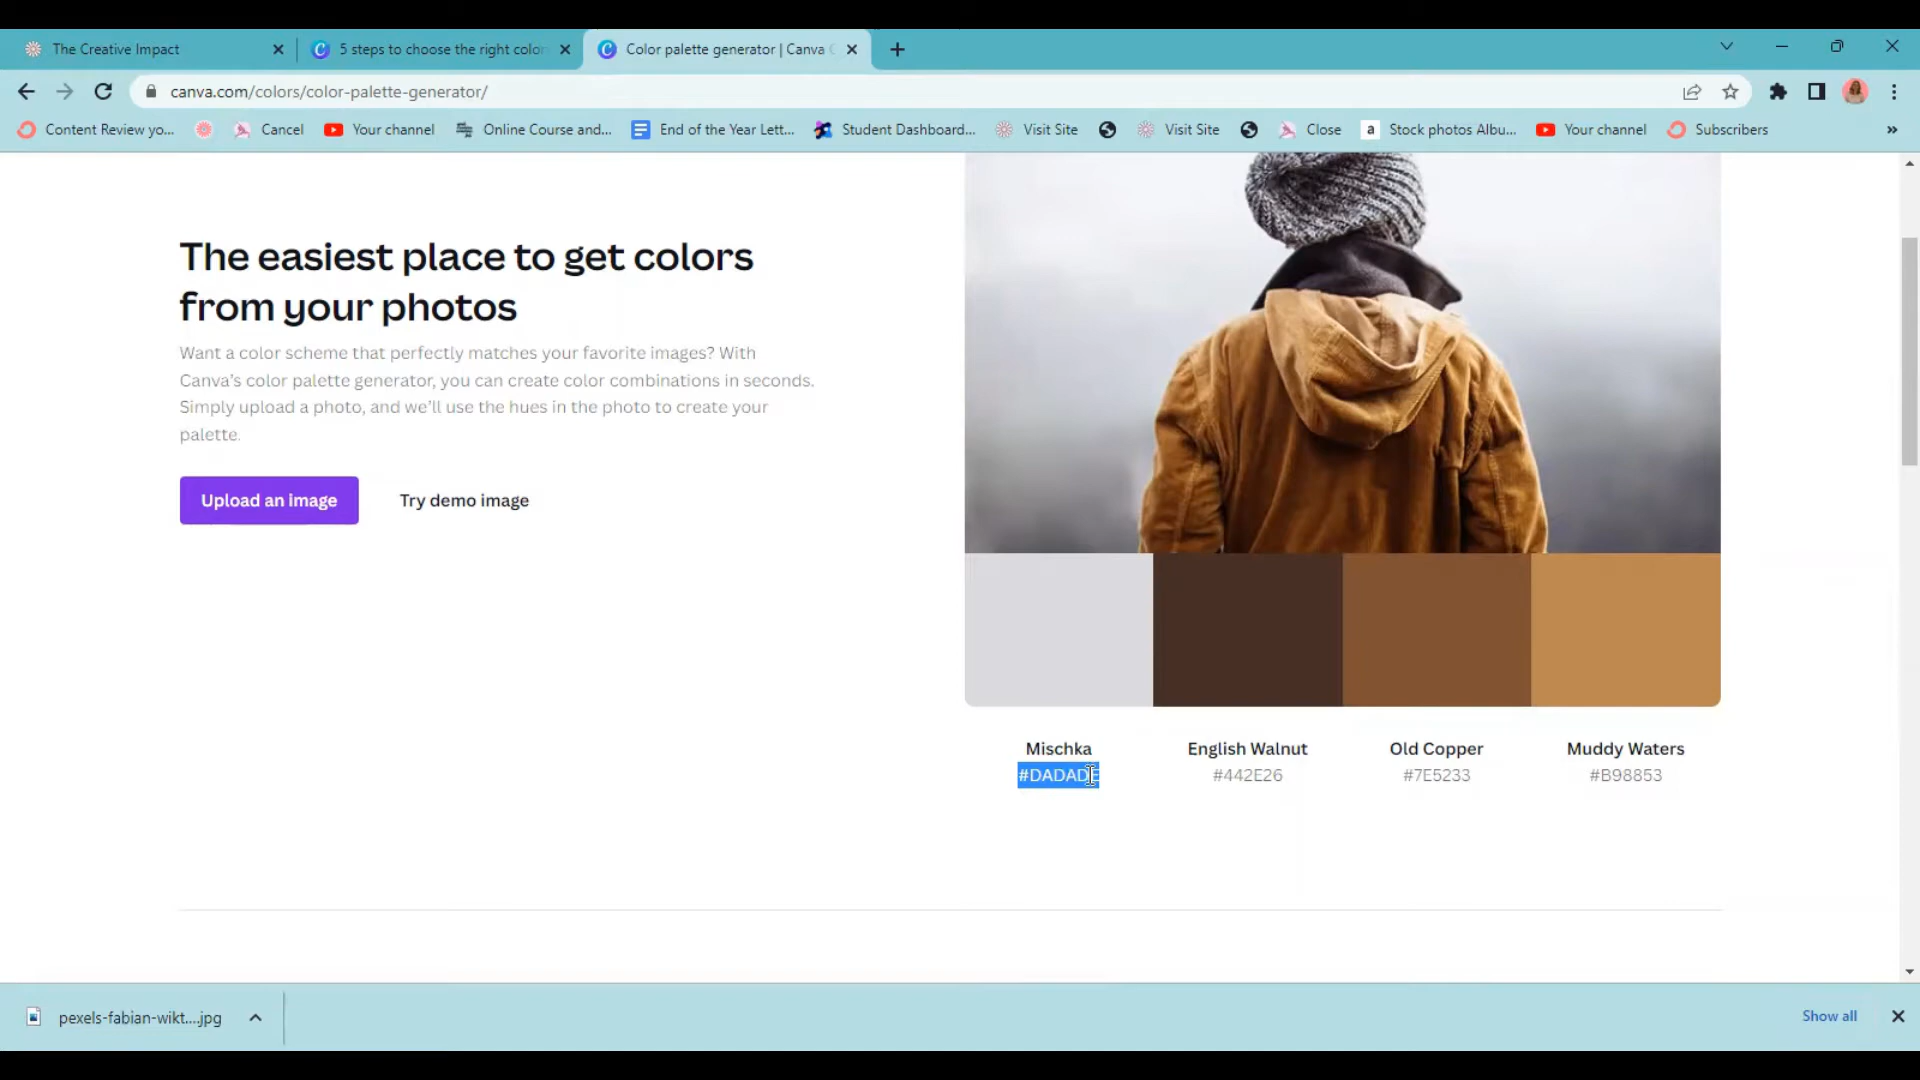 The Creative Impact
5 steps to choose the right color
Color palette generator | Canva
canva.com/colors/color-palette-generator/
Content Review yo...
Cancel
Your channel
Online Course and...
End of the Year Lett...
Student Dashboard...
Visit Site
Visit Site
Close
a
Stock photos Albu...
Your channel
Subscribers
»
The easiest place to get colors
from your photos
Want a color scheme that perfectly matches your favorite images? With
Canva's color palette generator, you can create color combinations in seconds.
Simply upload a photo, and we'll use the hues in the photo to create your
palette.
Upload an image
Try demo image
Mischka
English Walnut
Old Copper
Muddy Waters
#DADADE
#442E26
#7E5233
#B98853
pexels-fabian-wikt....jpg
Show all